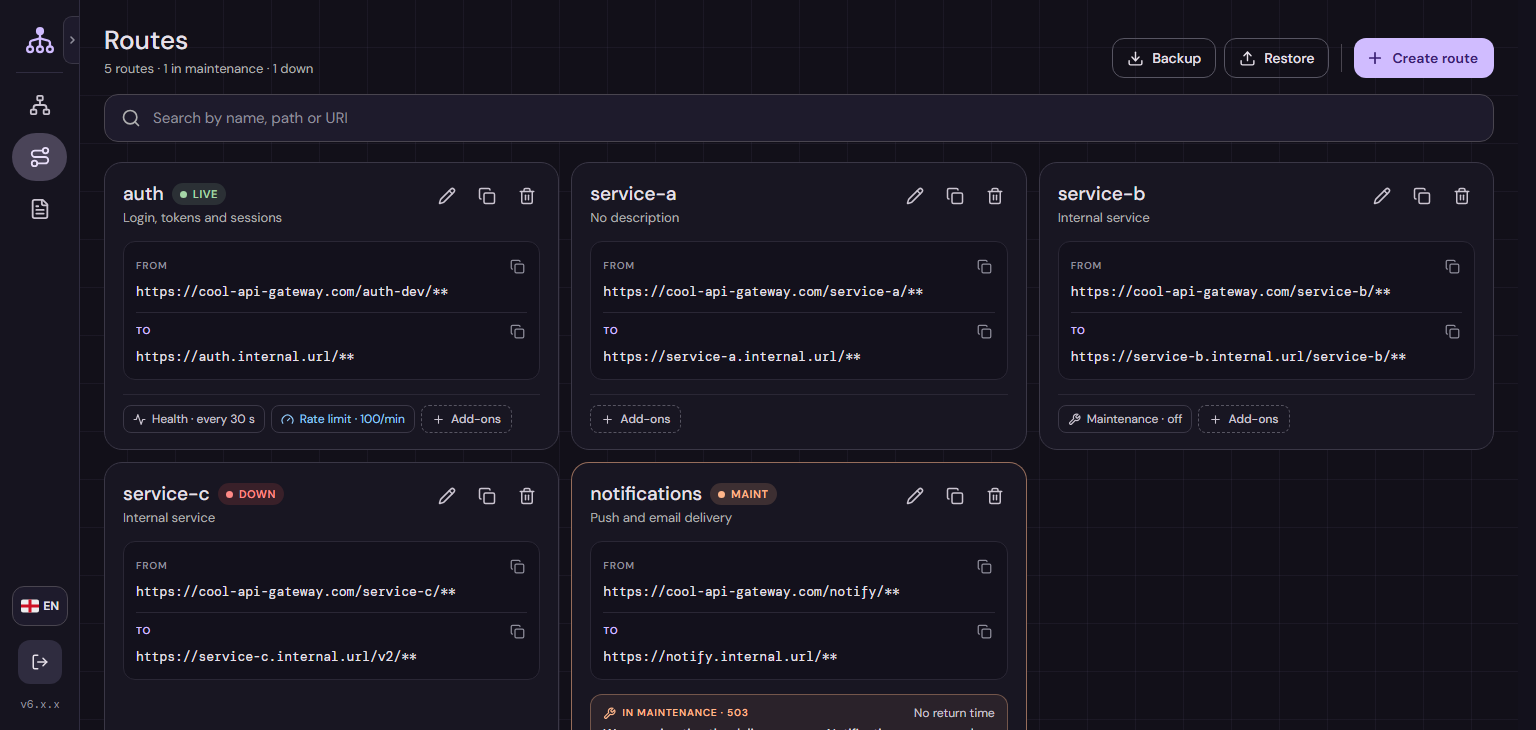 Routes
5 routes · 1 in maintenance · 1 down
Backup
Restore
Create route
Search by name, path or URI
auth
LIVE
Login, tokens and sessions
FROM
https://cool-api-gateway.com/auth-dev/**
TO
https://auth.internal.url/**
Health · every 30 s
Rate limit · 100/min
Add-ons
service-a
No description
FROM
https://cool-api-gateway.com/service-a/**
TO
https://service-a.internal.url/**
Add-ons
service-b
Internal service
FROM
https://cool-api-gateway.com/service-b/**
TO
https://service-b.internal.url/service-b/**
Maintenance · off
Add-ons
service-c
DOWN
Internal service
FROM
https://cool-api-gateway.com/service-c/**
TO
https://service-c.internal.url/v2/**
notifications
MAINT
Push and email delivery
FROM
https://cool-api-gateway.com/notify/**
TO
https://notify.internal.url/**
IN MAINTENANCE · 503
No return time
EN
v6.x.x